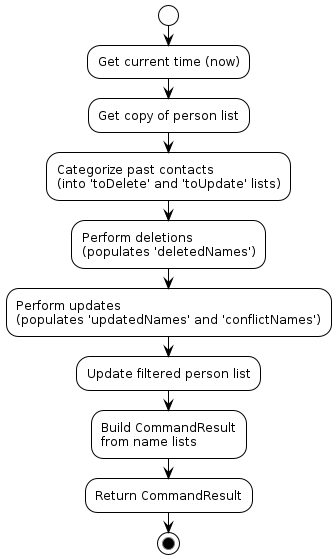 Get current time (now)
Get copy of person list
Categorize past contacts
(into 'toDelete' and 'toUpdate' lists)
Perform deletions
(populates 'deletedNames')
Perform updates
(populates 'updatedNames' and 'conflictNames')
Update filtered person list
Build CommandResult
from name lists
Return CommandResult